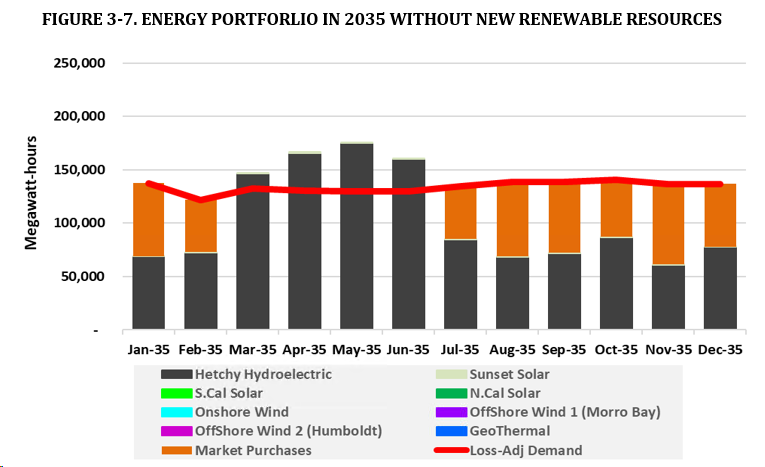 FIGURE 3-7. ENERGY PORTFORLIO IN 2035 WITHOUT NEW RENEWABLE RESOURCES
250,000
200,000
150,000
100,000
50,000
-
Megawatt-hours
Jan-35 Feb-35 Mar-35 Apr-35 May-35 Jun-35 Jul-35 Aug-35 Sep-35 Oct-35 Nov-35 Dec-35
Hetchy Hydroelectric Sunset Solar
S.Cal Solar N.Cal Solar
Onshore Wind OffShore Wind 1 (Morro Bay)
OffShore Wind 2 (Humboldt) GeoThermal
Market Purchases Loss-Adj Demand